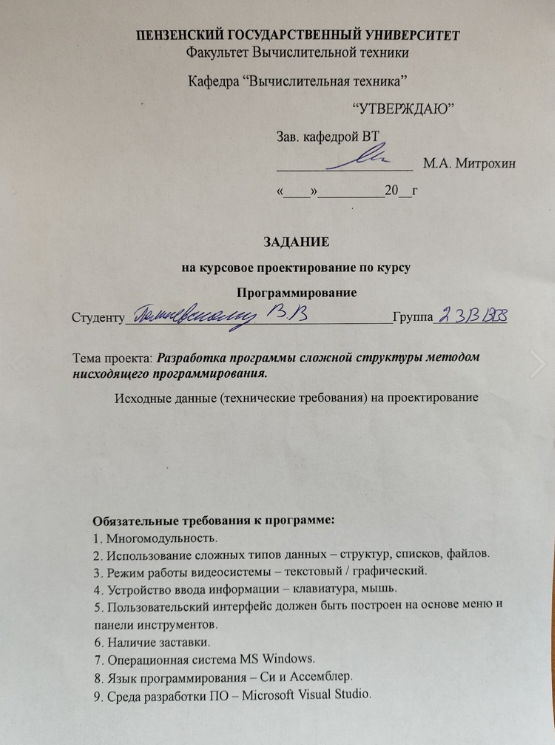 ПЕНЗЕНСКИЙ ГОСУДАРСТВЕННЫЙ УНИВЕРСИТЕТ
Факультет Вычислительной техники
Кафедра “Вычислительная техника”
“УТВЕРЖДАЮ”
Зав. кафедрой ВТ
М.А. Митрохин
«____»__________20__г
ЗАДАНИЕ
на курсовое проектирование по курсу
Программирование
Студенту В.В Группа 23ВВВ3
Тема проекта: Разработка программы сложной структуры методом
нисходящего программирования.
Исходные данные (технические требования) на проектирование
Обязательные требования к программе:
1. Многомодульность.
2. Использование сложных типов данных – структур, списков, файлов.
3. Режим работы видеосистемы – текстовый / графический.
4. Устройство ввода информации – клавиатура, мышь.
5. Пользовательский интерфейс должен быть построен на основе меню и
панели инструментов.
6. Наличие заставки.
7. Операционная система MS Windows.
8. Язык программирования – Си и Ассемблер.
9. Среда разработки ПО – Microsoft Visual Studio.